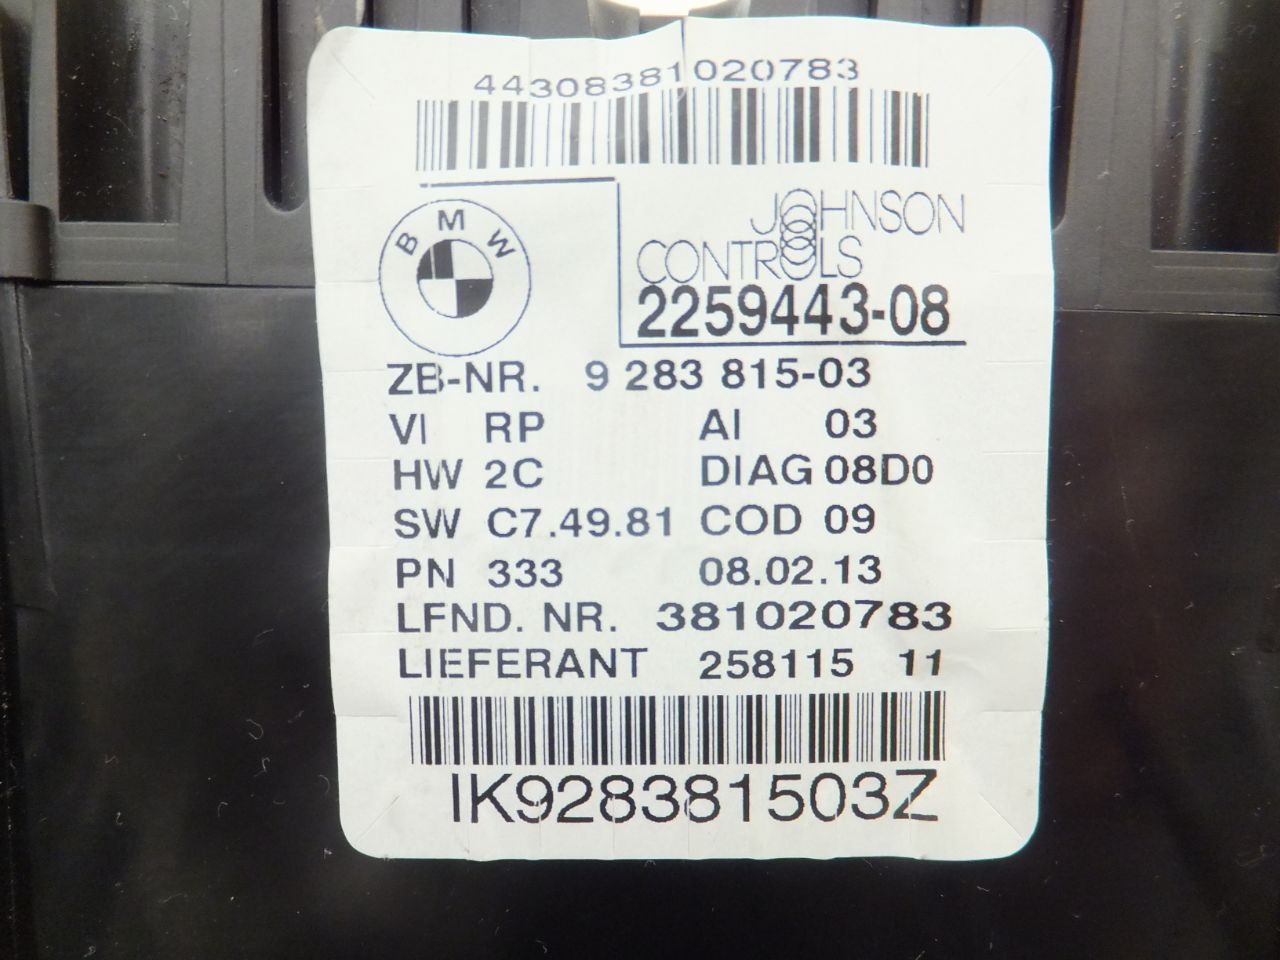 44308381020783
BMW
JOHNSON
CONTROLS
2259443-08
ZB-NR. 9 283 815-03
VI RP AI 03
HW 2C DIAG 08D0
SW C7.49.81 COD 09
PN 333 08.02.13
LFND. NR. 381020783
LIEFERANT 258115 11
IK928381503Z